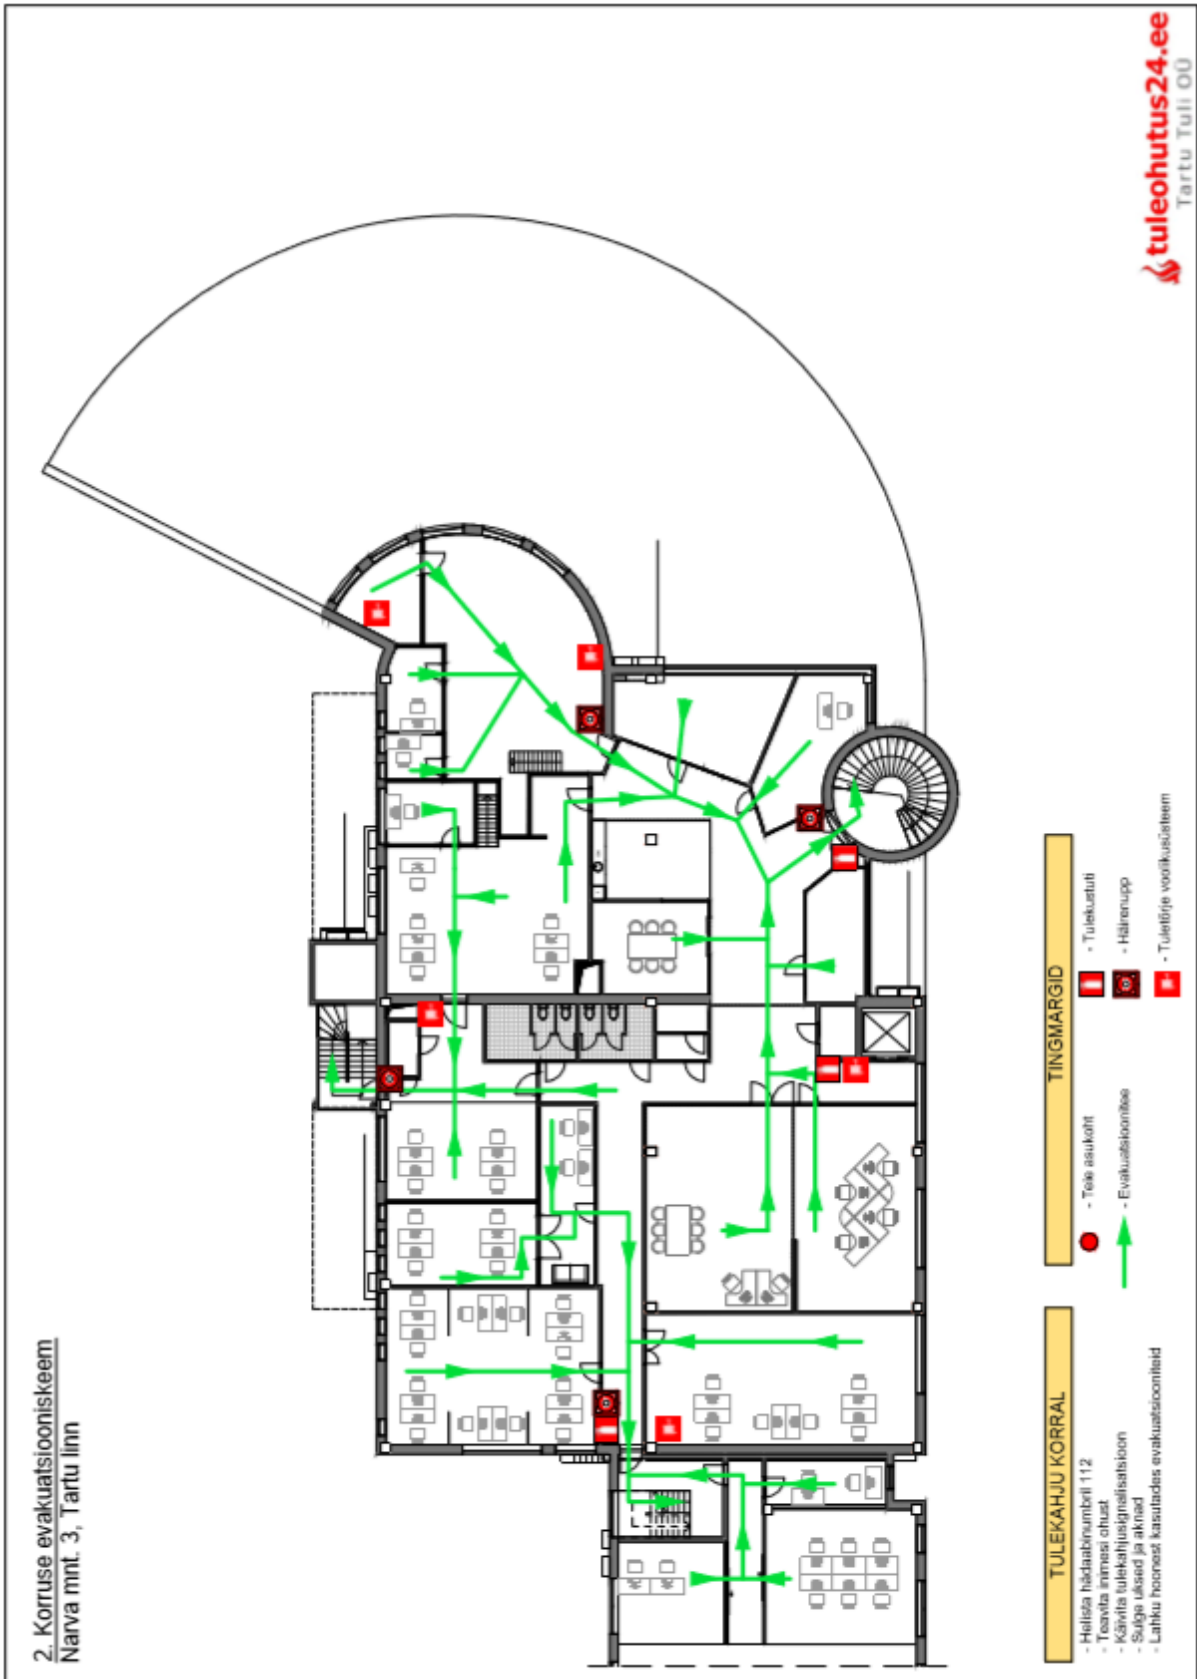 2. Korruse evakuatsiooniskeem
Narva mnt. 3, Tartu linn
TULEKAHJU KORRAL
- Helista hädaabinumbril 112
- Teavita inimesi ohust
- Käivita tulekahjusignalisatsioon
- Sulge uksed ja aknad
- Lahku hoonest kasutades evakuatsiooniteid
TINGMÄRGID
- Teie asukoht
- Evakuatsioonitee
- Tulekustuti
- Häirenupp
- Tuletõrje voolikusüsteem
tuleohutus24.ee
Tartu Tuli OÜ